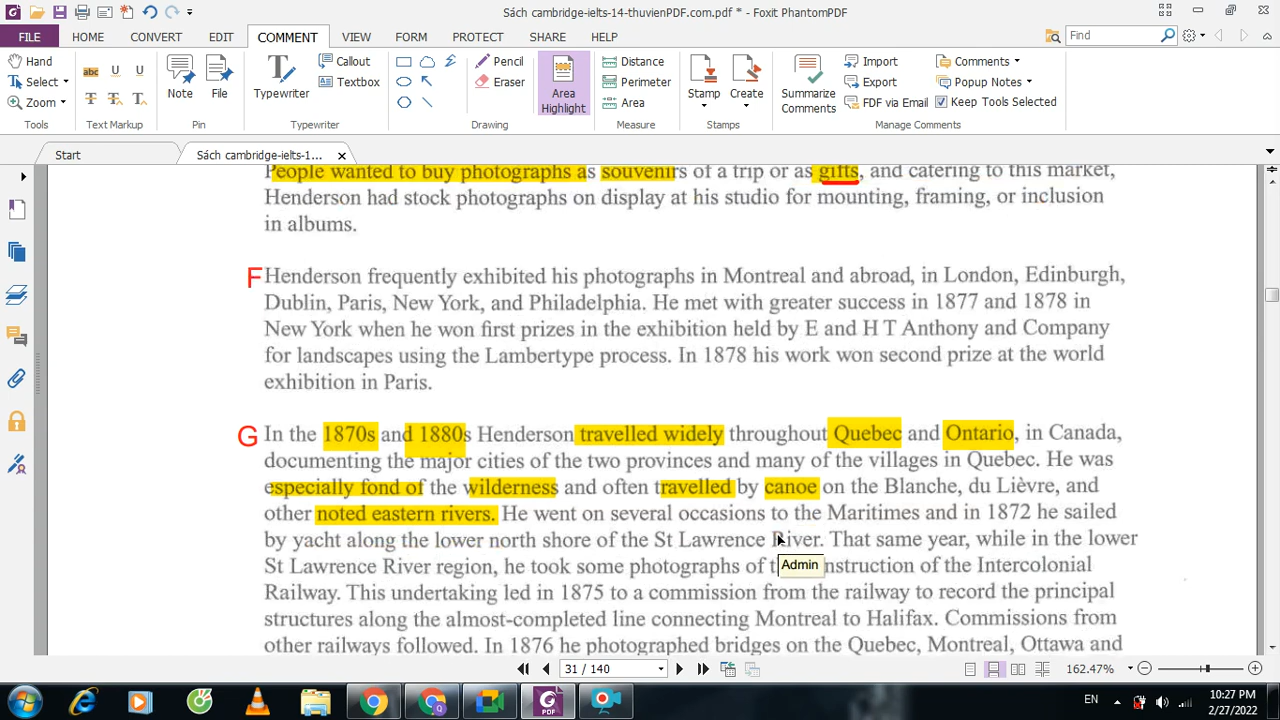 Sách cambridge-ielts-14-thuvienPDF.com.pdf * - Foxit PhantomPDF
FILE HOME CONVERT EDIT COMMENT VIEW FORM PROTECT SHARE HELP Find
Hand Select Zoom Tools
abc U U T T T Text Markup
Note File Pin
Typewriter Callout Textbox Typewriter
Pencil Eraser Drawing
Area Highlight
Distance Perimeter Area Measure
Stamp Create Stamps
Summarize Comments Import Export FDF via Email Comments Popup Notes Keep Tools Selected Manage Comments
Start Sách cambridge-ielts-1...
People wanted to buy photographs as souvenirs of a trip or as gifts, and catering to this market,
Henderson had stock photographs on display at his studio for mounting, framing, or inclusion
in albums.
F Henderson frequently exhibited his photographs in Montreal and abroad, in London, Edinburgh,
Dublin, Paris, New York, and Philadelphia. He met with greater success in 1877 and 1878 in
New York when he won first prizes in the exhibition held by E and H T Anthony and Company
for landscapes using the Lambertype process. In 1878 his work won second prize at the world
exhibition in Paris.
G In the 1870s and 1880s Henderson travelled widely throughout Quebec and Ontario, in Canada,
documenting the major cities of the two provinces and many of the villages in Quebec. He was
especially fond of the wilderness and often travelled by canoe on the Blanche, du Lièvre, and
other noted eastern rivers. He went on several occasions to the Maritimes and in 1872 he sailed
by yacht along the lower north shore of the St Lawrence River. That same year, while in the lower
St Lawrence River region, he took some photographs of t Admin nstruction of the Intercolonial
Railway. This undertaking led in 1875 to a commission from the railway to record the principal
structures along the almost-completed line connecting Montreal to Halifax. Commissions from
other railways followed. In 1876 he photographed bridges on the Quebec, Montreal, Ottawa and
31 / 140 162.47%
EN 10:27 PM
2/27/2022